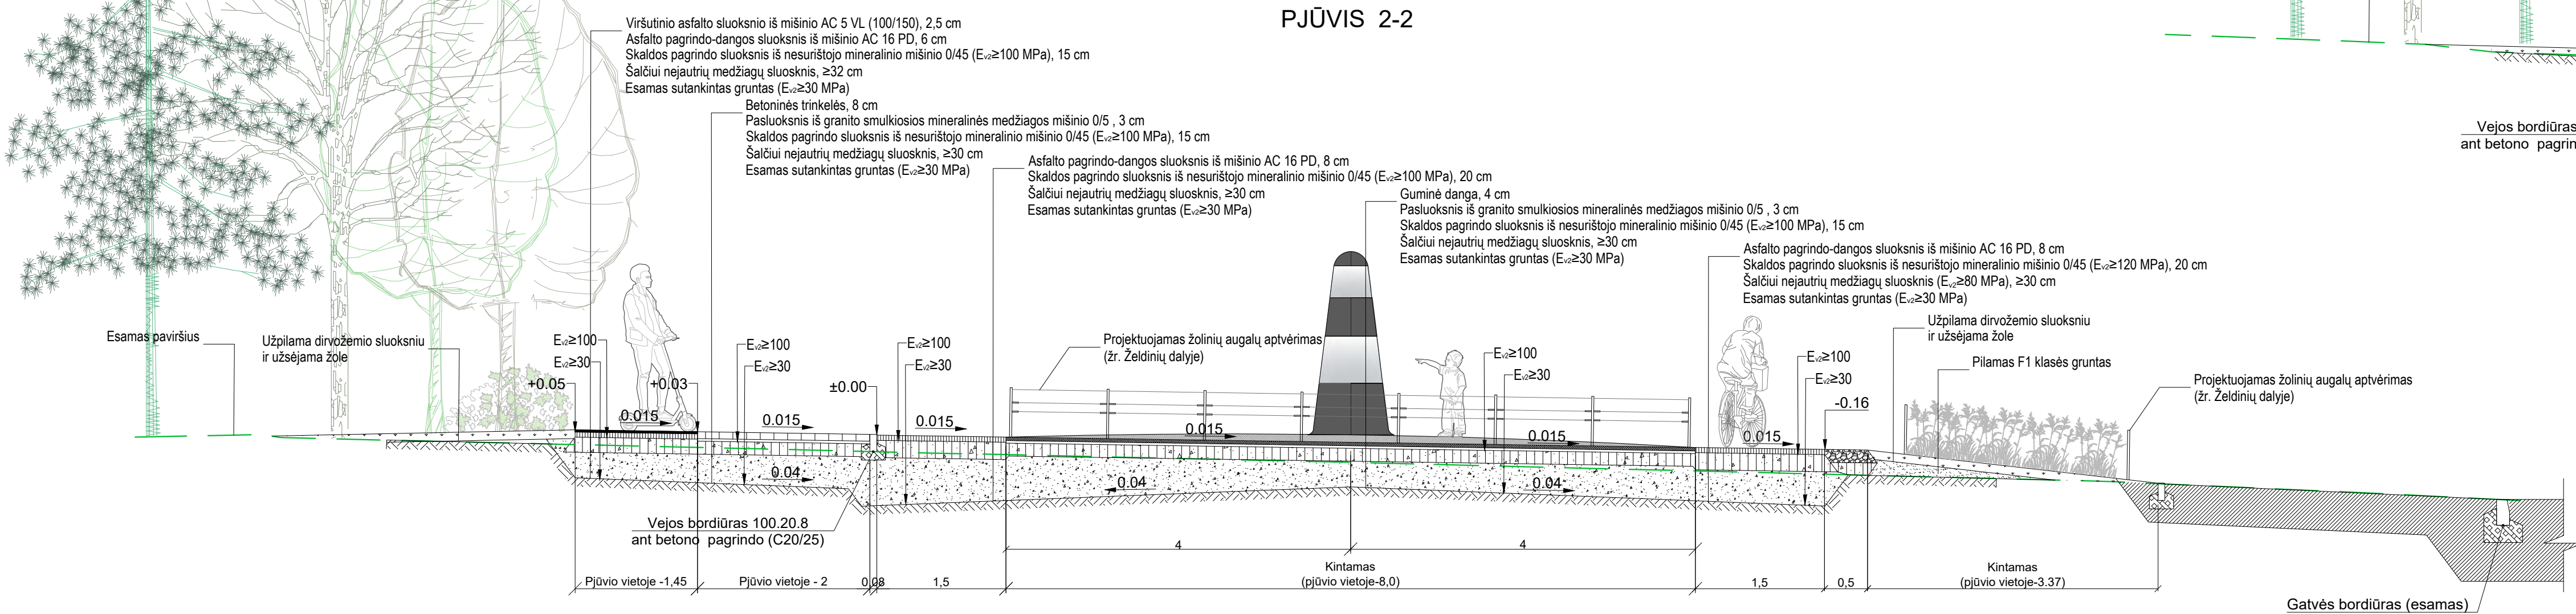 PJŪVIS 2-2
Viršutinio asfalto sluoksnio iš mišinio AC 5 VL (100/150), 2,5 cm
Asfalto pagrindo-dangos sluoksnis iš mišinio AC 16 PD, 6 cm
Skaldos pagrindo sluoksnis iš nesurištojo mineralinio mišinio 0/45 (Ev2≥100 MPa), 15 cm
Šalčiui nejautrių medžiagų sluosknis, ≥32 cm
Esamas sutankintas gruntas (Ev2≥30 MPa)
Betoninės trinkelės, 8 cm
Pasluoksnis iš granito smulkiosios mineralinės medžiagos mišinio 0/5 , 3 cm
Skaldos pagrindo sluoksnis iš nesurištojo mineralinio mišinio 0/45 (Ev2≥100 MPa), 15 cm
Šalčiui nejautrių medžiagų sluosknis, ≥30 cm
Esamas sutankintas gruntas (Ev2≥30 MPa)
Asfalto pagrindo-dangos sluoksnis iš mišinio AC 16 PD, 8 cm
Skaldos pagrindo sluoksnis iš nesurištojo mineralinio mišinio 0/45 (Ev2≥100 MPa), 20 cm
Šalčiui nejautrių medžiagų sluosknis, ≥30 cm
Esamas sutankintas gruntas (Ev2≥30 MPa)
Guminė danga, 4 cm
Pasluoksnis iš granito smulkiosios mineralinės medžiagos mišinio 0/5 , 3 cm
Skaldos pagrindo sluoksnis iš nesurištojo mineralinio mišinio 0/45 (Ev2≥100 MPa), 15 cm
Šalčiui nejautrių medžiagų sluosknis, ≥30 cm
Esamas sutankintas gruntas (Ev2≥30 MPa)
Asfalto pagrindo-dangos sluoksnis iš mišinio AC 16 PD, 8 cm
Skaldos pagrindo sluoksnis iš nesurištojo mineralinio mišinio 0/45 (Ev2≥120 MPa), 20 cm
Šalčiui nejautrių medžiagų sluosknis (Ev2≥80 MPa), ≥30 cm
Esamas sutankintas gruntas (Ev2≥30 MPa)
Vejos bordiūras
ant betono pagrin
Esamas paviršius
Užpilama dirvožemio sluoksniu
ir užsėjama žole
Ev2≥100
Ev2≥30
+0.05
+0.03
Ev2≥100
Ev2≥30
±0.00
Ev2≥100
Ev2≥30
Projektuojamas žolinių augalų aptvėrimas
(žr. Želdinių dalyje)
Ev2≥100
Ev2≥30
Ev2≥100
Ev2≥30
-0.16
Užpilama dirvožemio sluoksniu
ir užsėjama žole
Pilamas F1 klasės gruntas
Projektuojamas žolinių augalų aptvėrimas
(žr. Želdinių dalyje)
0.015
0.015
0.015
0.015
0.015
0.015
0.04
0.04
0.04
Vejos bordiūras 100.20.8
ant betono pagrindo (C20/25)
4
4
Pjūvio vietoje -1,45
Pjūvio vietoje - 2
0,08
1,5
Kintamas
(pjūvio vietoje-8,0)
1,5
0,5
Kintamas
(pjūvio vietoje-3.37)
Gatvės bordiūras (esamas)